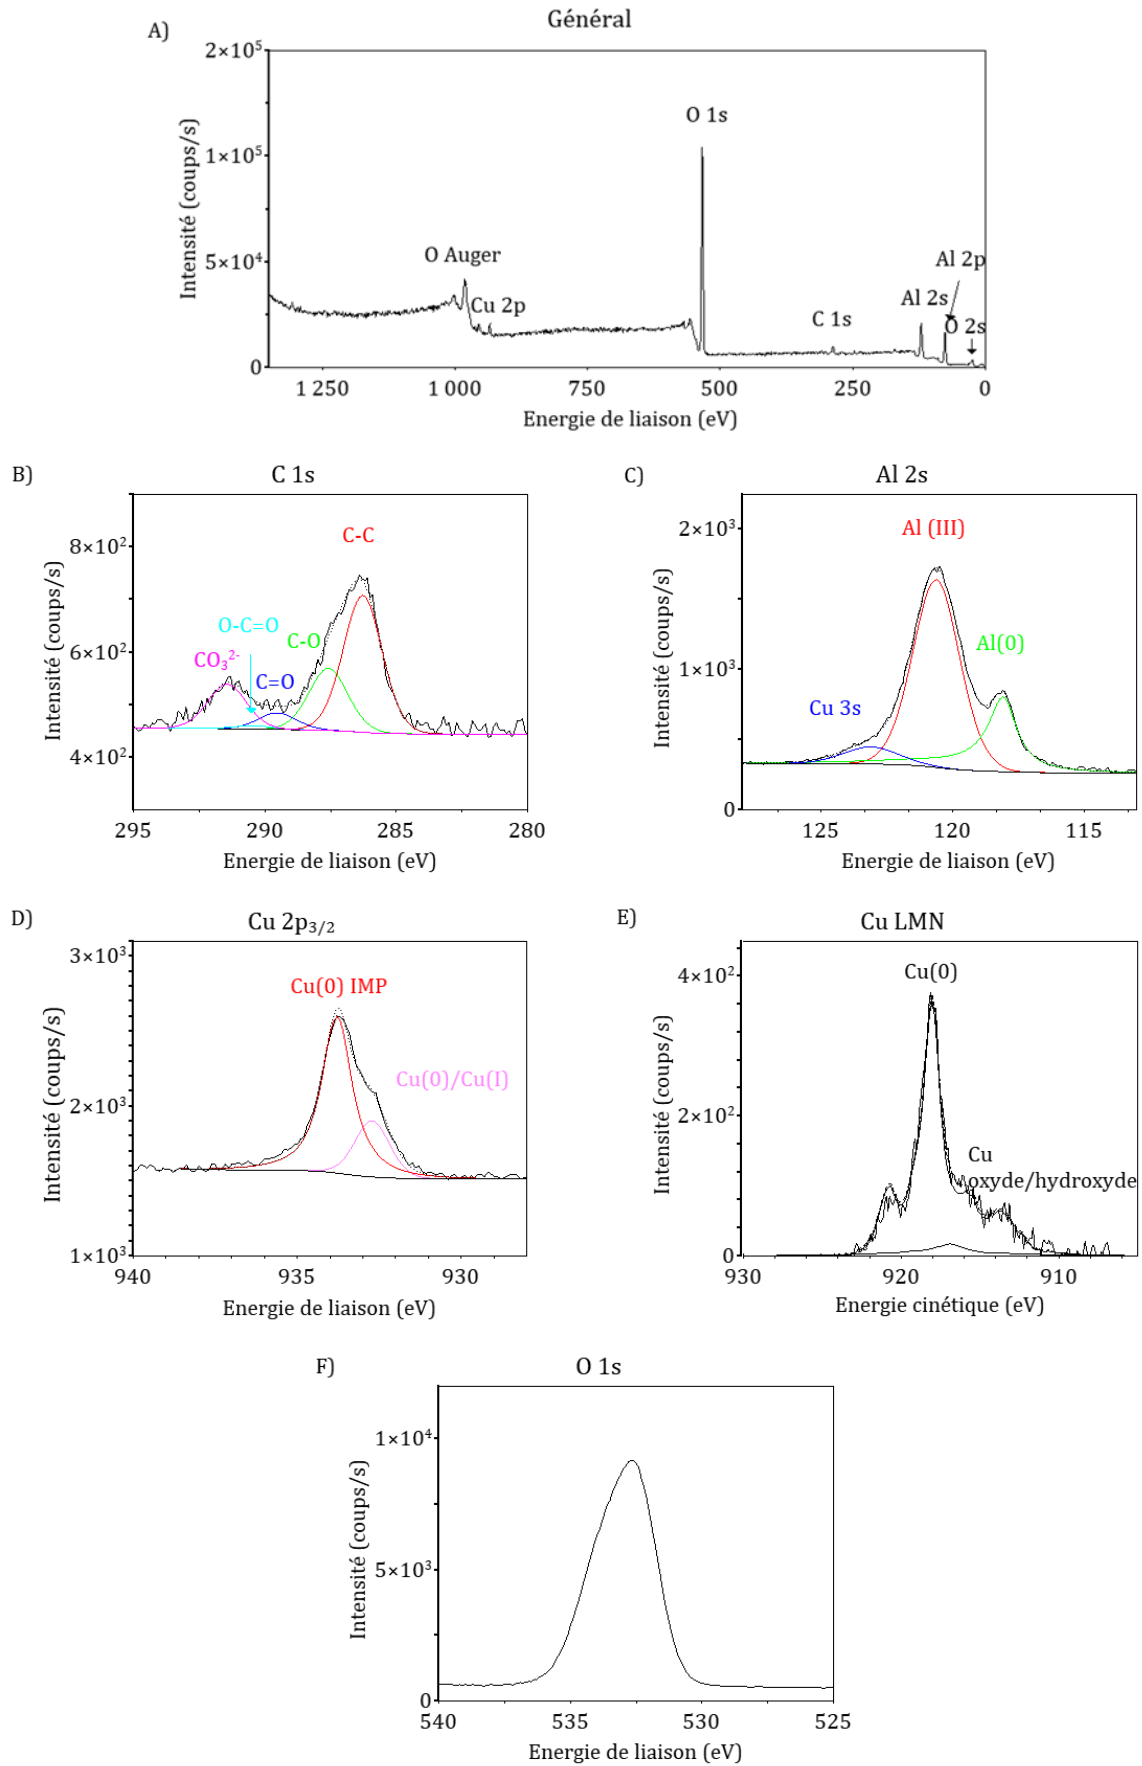 A)
Général
Intensité (coups/s)
2×10⁵
1×10⁵
5×10⁴
0
O Auger
Cu 2p
O 1s
C 1s
Al 2s
Al 2p
O 2s
1 250
1 000
750
500
250
0
Energie de liaison (eV)
B)
C 1s
Intensité (coups/s)
8×10²
6×10²
4×10²
C-C
C-O
O-C=O
CO₃²⁻
C=O
295
290
285
280
Energie de liaison (eV)
C)
Al 2s
Intensité (coups/s)
2×10³
1×10³
0
Al (III)
Al(0)
Cu 3s
125
120
115
Energie de liaison (eV)
D)
Cu 2p₃/₂
Intensité (coups/s)
3×10³
2×10³
1×10³
Cu(0) IMP
Cu(0)/Cu(I)
940
935
930
Energie de liaison (eV)
E)
Cu LMN
Intensité (coups/s)
4×10²
2×10²
0
Cu(0)
Cu
oxyde/hydroxyde
930
920
910
Energie cinétique (eV)
F)
O 1s
Intensité (coups/s)
1×10⁴
5×10³
0
540
535
530
525
Energie de liaison (eV)